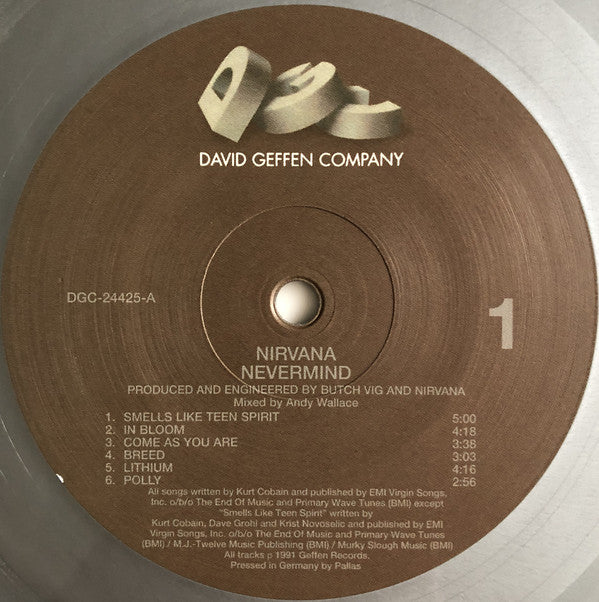 DGC
DAVID GEFFEN COMPANY
DGC-24425-A
1
NIRVANA
NEVERMIND
PRODUCED AND ENGINEERED BY BUTCH VIG AND NIRVANA
Mixed by Andy Wallace
1. SMELLS LIKE TEEN SPIRIT 5:00
2. IN BLOOM 4:18
3. COME AS YOU ARE 3:38
4. BREED 3:03
5. LITHIUM 4:16
6. POLLY 2:56
All songs written by Kurt Cobain and published by EMI Virgin Songs,
Inc. o/b/o The End Of Music and Primary Wave Tunes (BMI) except
"Smells Like Teen Spirit" written by
Kurt Cobain, Dave Grohl and Krist Novoselic and published by EMI
Virgin Songs, Inc. o/b/o The End Of Music and Primary Wave Tunes
(BMI) / M.J.-Twelve Music Publishing (BMI) / Murky Slough Music (BMI)
All tracks p 1991 Geffen Records.
Pressed in Germany by Pallas